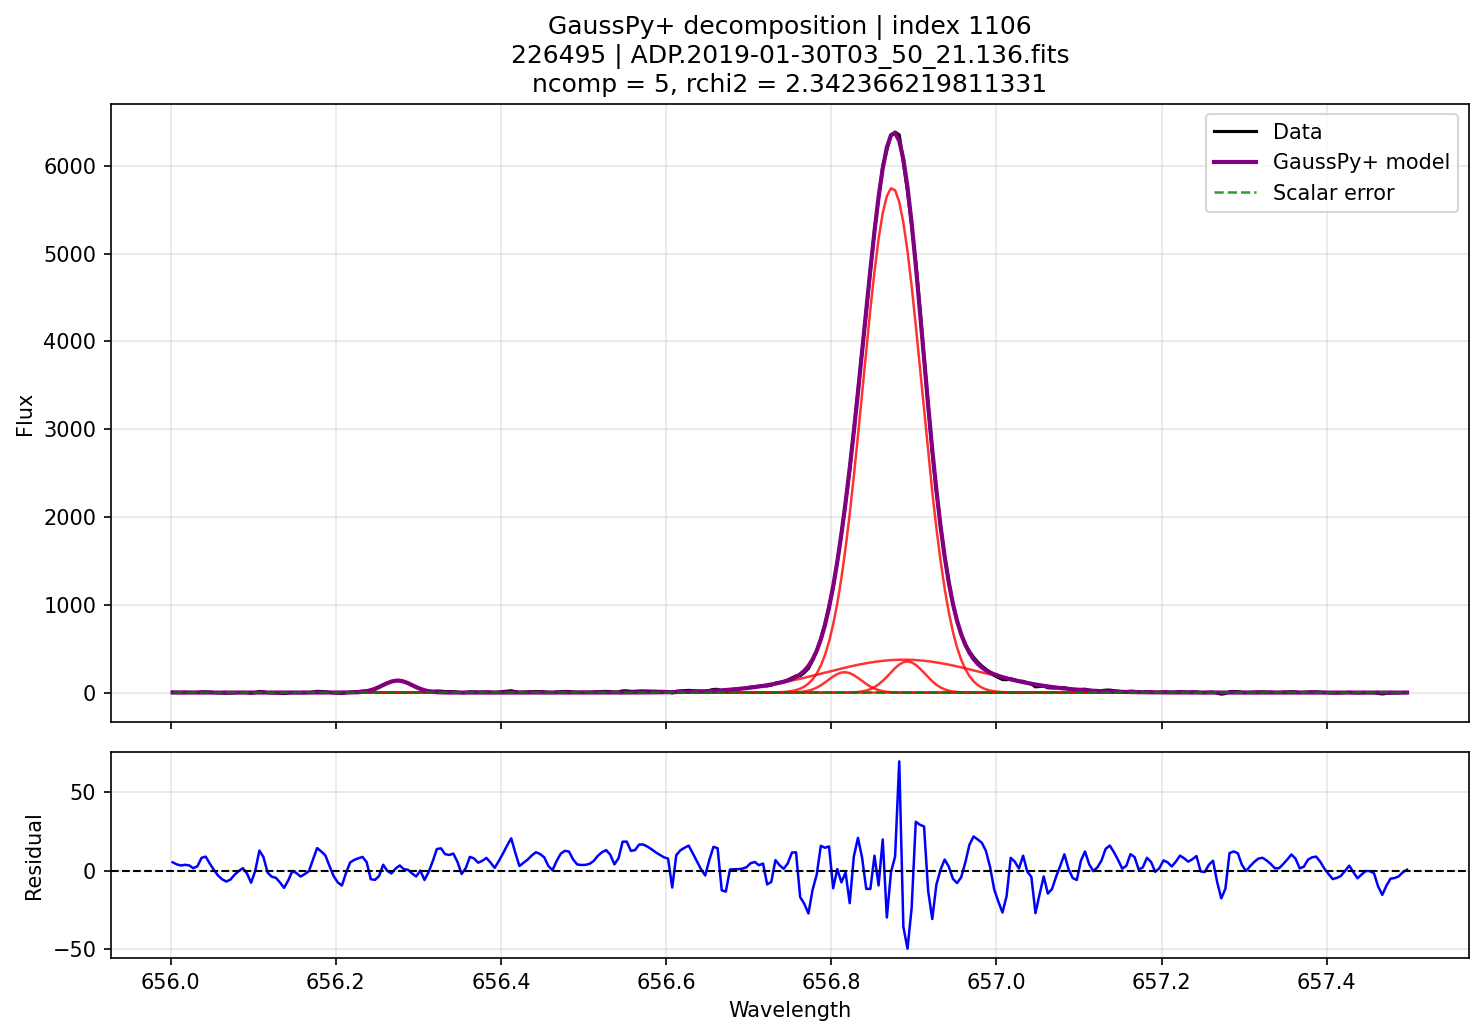 GaussPy+ decomposition | index 1106
226495 | ADP.2019-01-30T03_50_21.136.fits
ncomp = 5, rchi2 = 2.342366219811331
Data
GaussPy+ model
Scalar error
Flux
6000
5000
4000
3000
2000
1000
0
Residual
50
0
−50
656.0
656.2
656.4
656.6
656.8
657.0
657.2
657.4
Wavelength